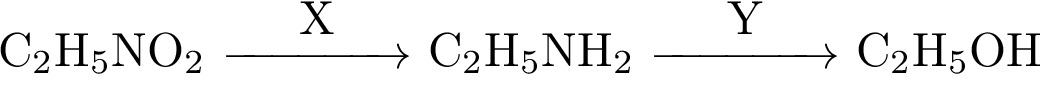 C₂H₅NO₂ —X→ C₂H₅NH₂ —Y→ C₂H₅OH